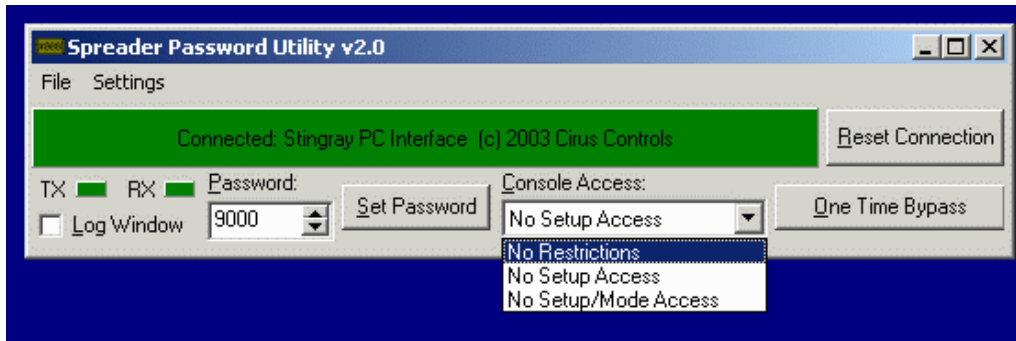 Spreader Password Utility v2.0
File Settings
Connected: Stingray PC Interface (c) 2003 Cirus Controls
Reset Connection
TX RX Password: Console Access:
Log Window 9000 Set Password No Setup Access One Time Bypass
No Restrictions
No Setup Access
No Setup/Mode Access